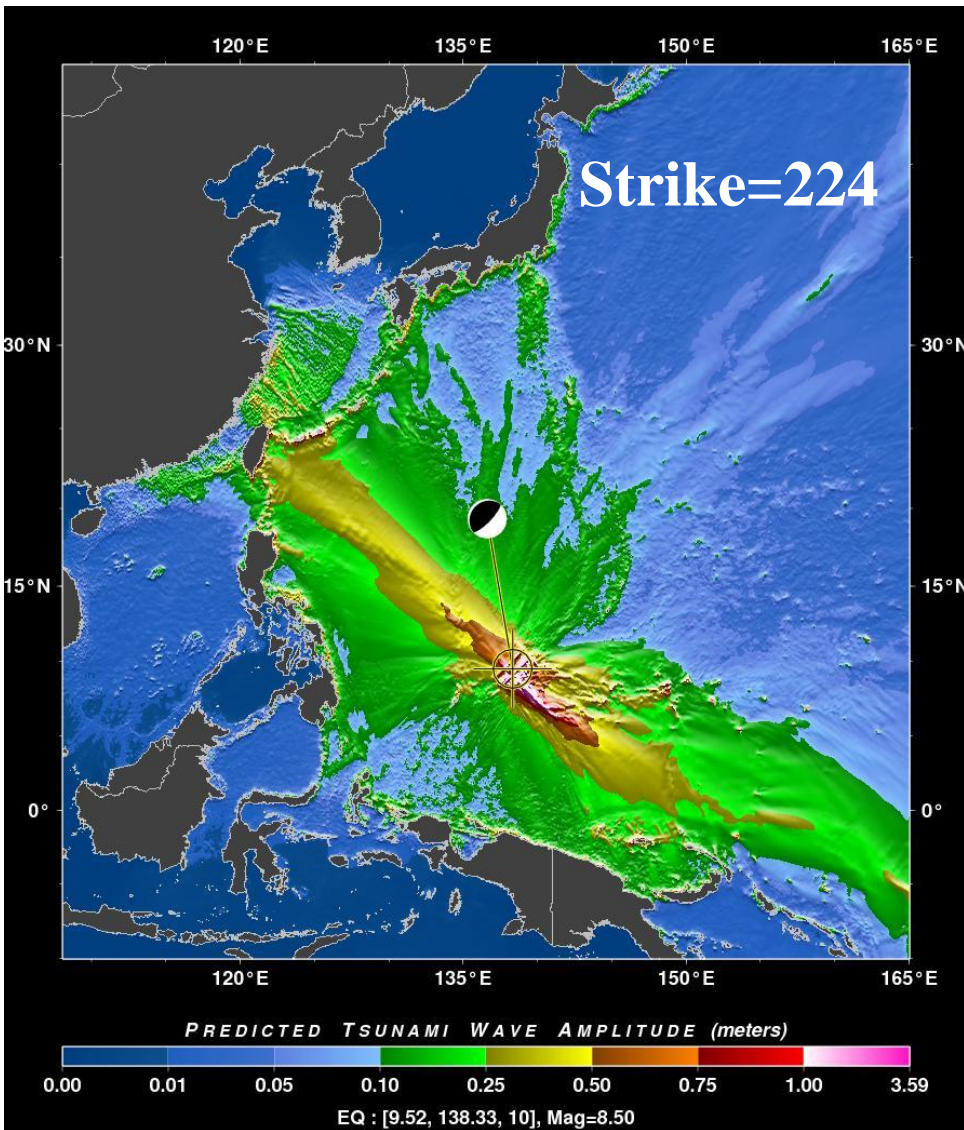 120°E 135°E 150°E 165°E
Strike=224
30°N 30°N
15°N 15°N
0° 0°
120°E 135°E 150°E 165°E
PREDICTED TSUNAMI WAVE AMPLITUDE (meters)
0.00 0.01 0.05 0.10 0.25 0.50 0.75 1.00 3.59
EQ : [9.52, 138.33, 10], Mag=8.50